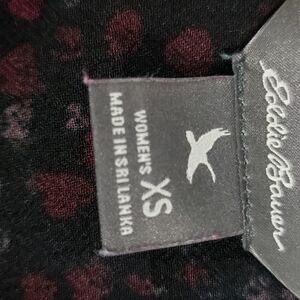 Eddie Bauer
WOMEN'S XS
MADE IN SRI LANKA